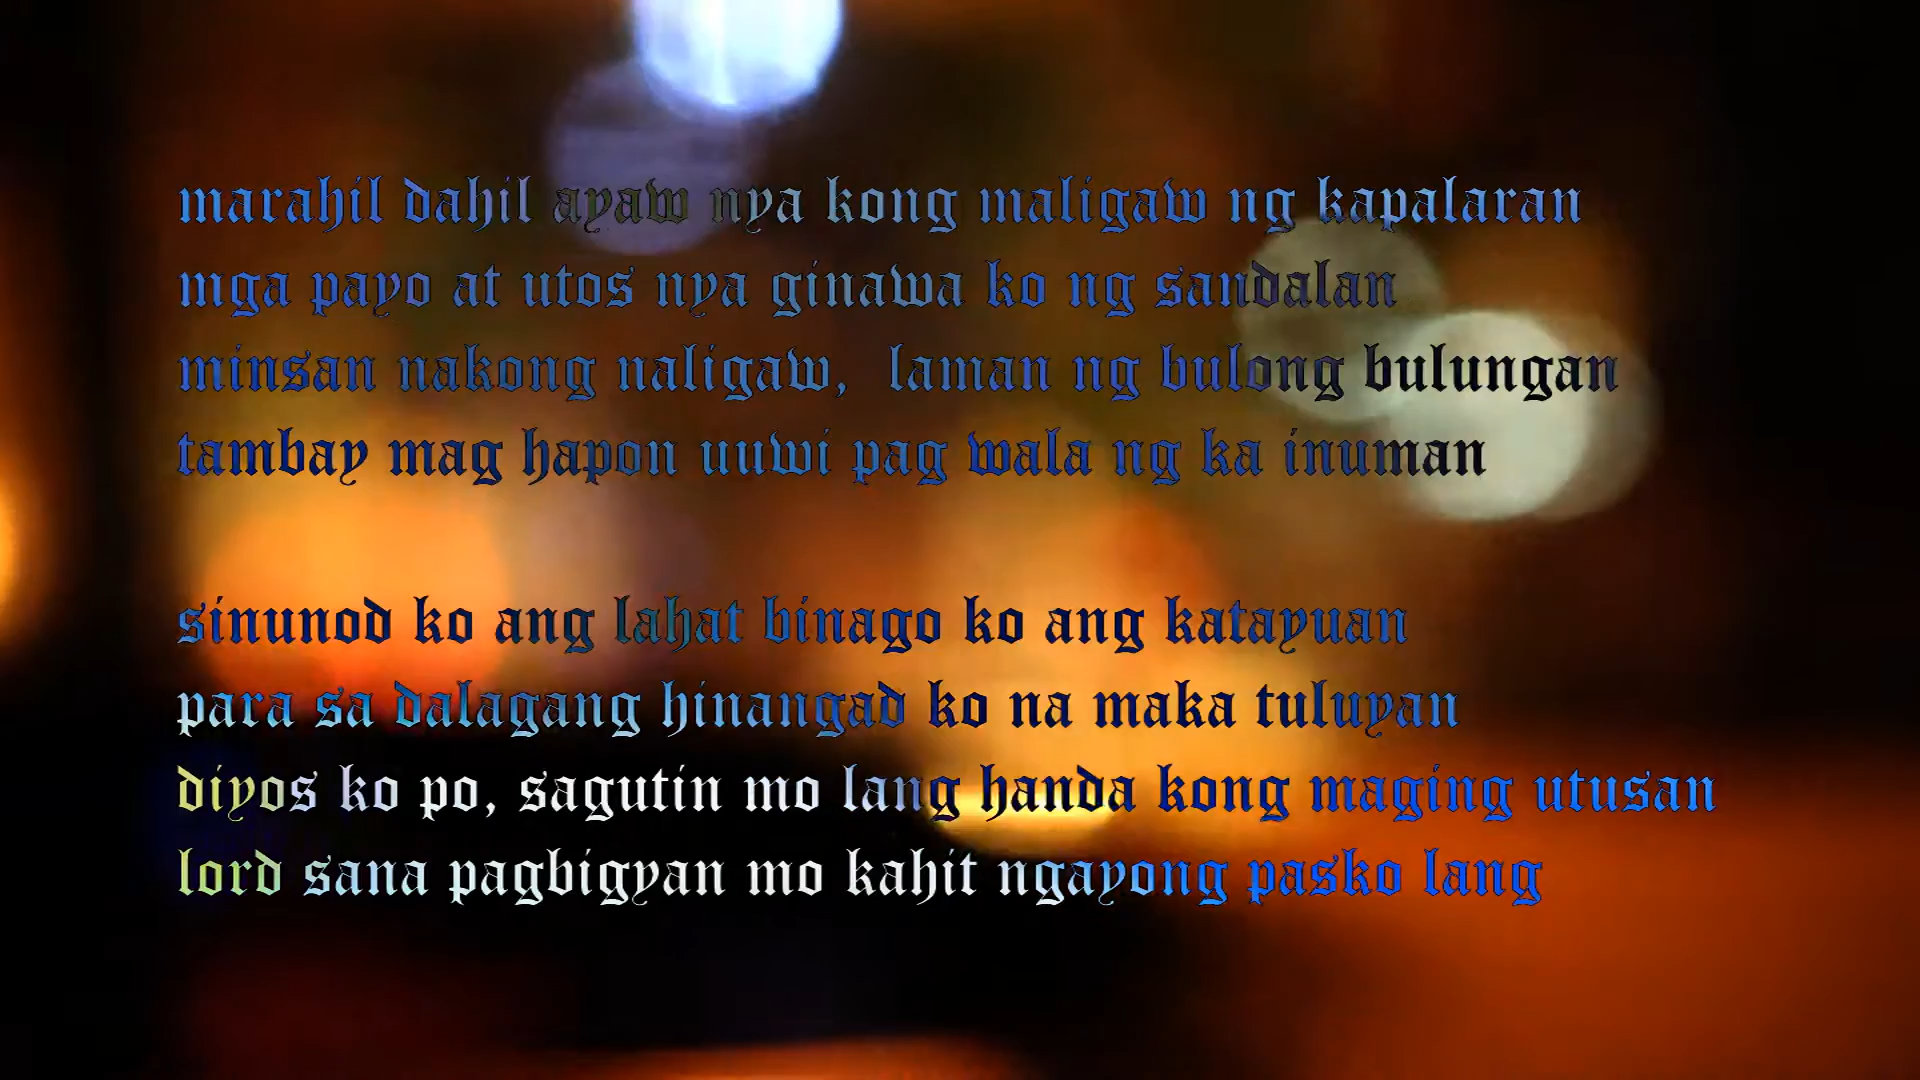 marahil dahil ayaw nya kong maligaw ng kapalaran
mga payo at utos nya ginawa ko ng sandalan
minsan nakong naligaw, laman ng bulong bulungan
tambay mag hapon uuwi pag wala ng ka inuman
sinunod ko ang lahat binago ko ang katayuan
para sa dalagang hinangad ko na maka tuluyan
diyos ko po, sagutin mo lang handa kong maging utusan
lord sana pagbigyan mo kahit ngayong pasko lang